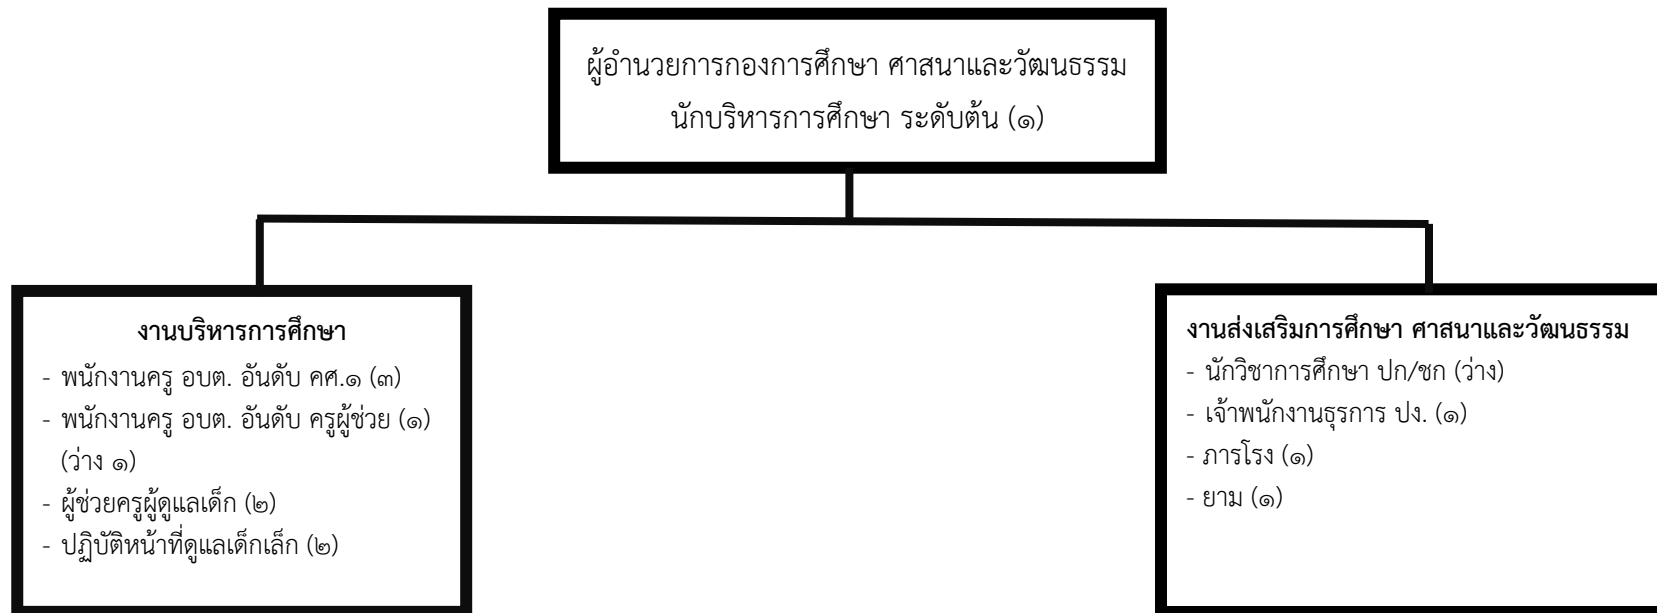 ผู้อำนวยการกองการศึกษา ศาสนาและวัฒนธรรม
นักบริหารการศึกษา ระดับต้น (๑)
งานบริหารการศึกษา
- พนักงานครู อบต. อันดับ คศ.๑ (๓)
- พนักงานครู อบต. อันดับ ครูผู้ช่วย (๑)
(ว่าง ๑)
- ผู้ช่วยครูผู้ดูแลเด็ก (๒)
- ปฏิบัติหน้าที่ดูแลเด็กเล็ก (๒)
งานส่งเสริมการศึกษา ศาสนาและวัฒนธรรม
- นักวิชาการศึกษา ปก/ชก (ว่าง)
- เจ้าพนักงานธุรการ ปง. (๑)
- ภารโรง (๑)
- ยาม (๑)